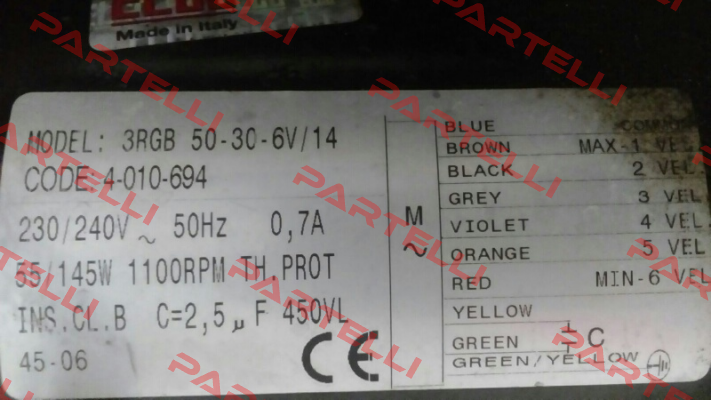 Made in Italy
MODEL: 3RGB 50-30-6V/14
CODE 4-010-694
230/240V ~ 50Hz 0,7A
55/145W 1100RPM TH.PROT
INS.CL.B C=2,5 μF 450VL
45-06
CE
M
~
BLUE
BROWN MAX-1 VEL
BLACK 2 VEL
GREY 3 VEL
VIOLET 4 VEL
ORANGE 5 VEL
RED MIN-6 VEL
YELLOW
GREEN C
GREEN/YELLOW
PARTELLI
PARTELLI
PARTELLI
PARTELLI
PARTELLI
PARTELLI
PARTELLI